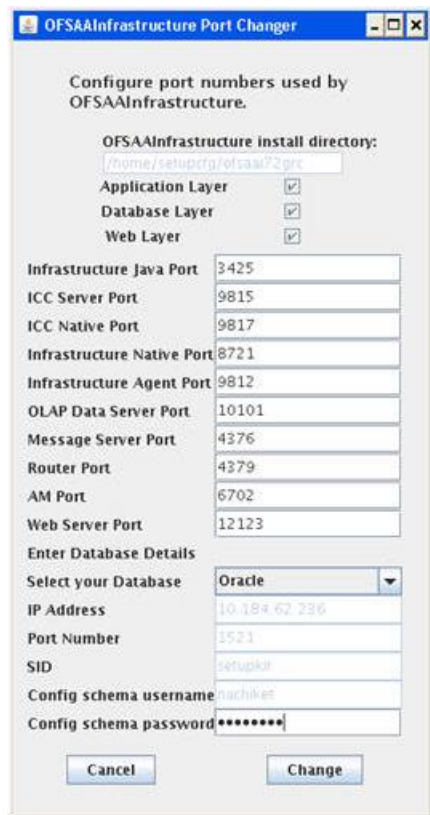 OFSAAInfrastructure Port Changer
Configure port numbers used by
OFSAAInfrastructure.
OFSAAInfrastructure install directory:
/home/setupcfg/ofsaai72grc
Application Layer
Database Layer
Web Layer
Infrastructure Java Port 3425
ICC Server Port 9815
ICC Native Port 9817
Infrastructure Native Port 8721
Infrastructure Agent Port 9812
OLAP Data Server Port 10101
Message Server Port 4376
Router Port 4379
AM Port 6702
Web Server Port 12123
Enter Database Details
Select your Database Oracle
IP Address 10.184.62.236
Port Number 1521
SID setupkit
Config schema username nachiket
Config schema password ••••••••
Cancel Change